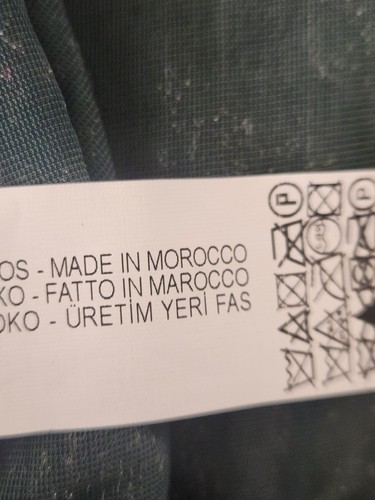 OS - MADE IN MOROCCO
KO - FATTO IN MAROCCO
OKO - ÜRETİM YERİ FAS
P
P